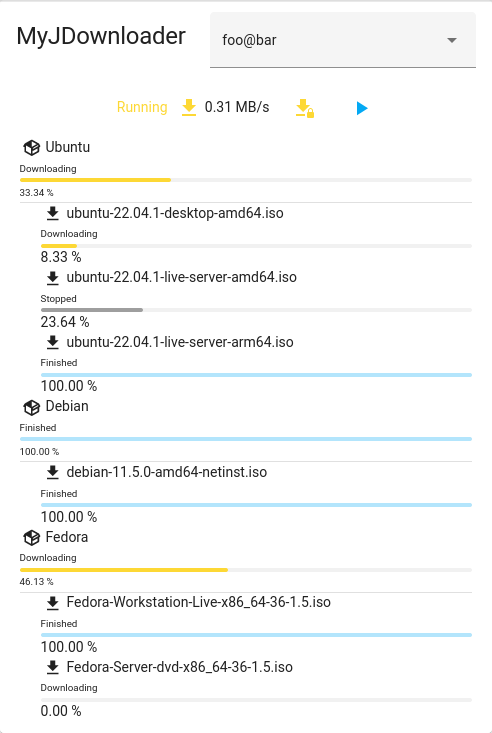 MyJDownloader
foo@bar
Running 0.31 MB/s
Ubuntu
Downloading
33.34 %
ubuntu-22.04.1-desktop-amd64.iso
Downloading
8.33 %
ubuntu-22.04.1-live-server-amd64.iso
Stopped
23.64 %
ubuntu-22.04.1-live-server-arm64.iso
Finished
100.00 %
Debian
Finished
100.00 %
debian-11.5.0-amd64-netinst.iso
Finished
100.00 %
Fedora
Downloading
46.13 %
Fedora-Workstation-Live-x86_64-36-1.5.iso
Finished
100.00 %
Fedora-Server-dvd-x86_64-36-1.5.iso
Downloading
0.00 %